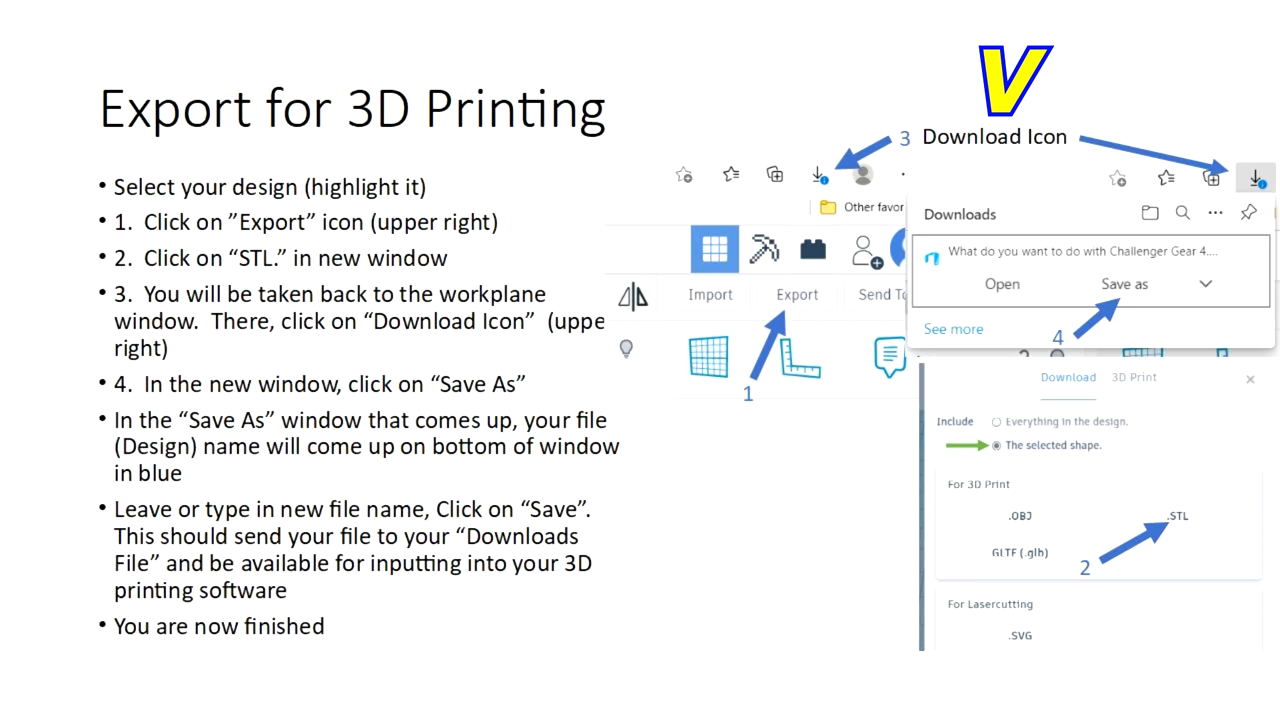 V
Export for 3D Printing
• Select your design (highlight it)
• 1. Click on ”Export” icon (upper right)
• 2. Click on “STL.” in new window
• 3. You will be taken back to the workplane
window. There, click on “Download Icon” (uppe
right)
• 4. In the new window, click on “Save As”
• In the “Save As” window that comes up, your file
(Design) name will come up on bottom of window
in blue
• Leave or type in new file name, Click on “Save”.
This should send your file to your “Downloads
File” and be available for inputting into your 3D
printing software
• You are now finished
3 Download Icon
Other favor
Import Export Send To
1
Downloads
What do you want to do with Challenger Gear 4....
Open Save as
See more
4
Download 3D Print
Include Everything in the design.
The selected shape.
For 3D Print
.OBJ .STL
GLTF (.glb)
2
For Lasercutting
.SVG